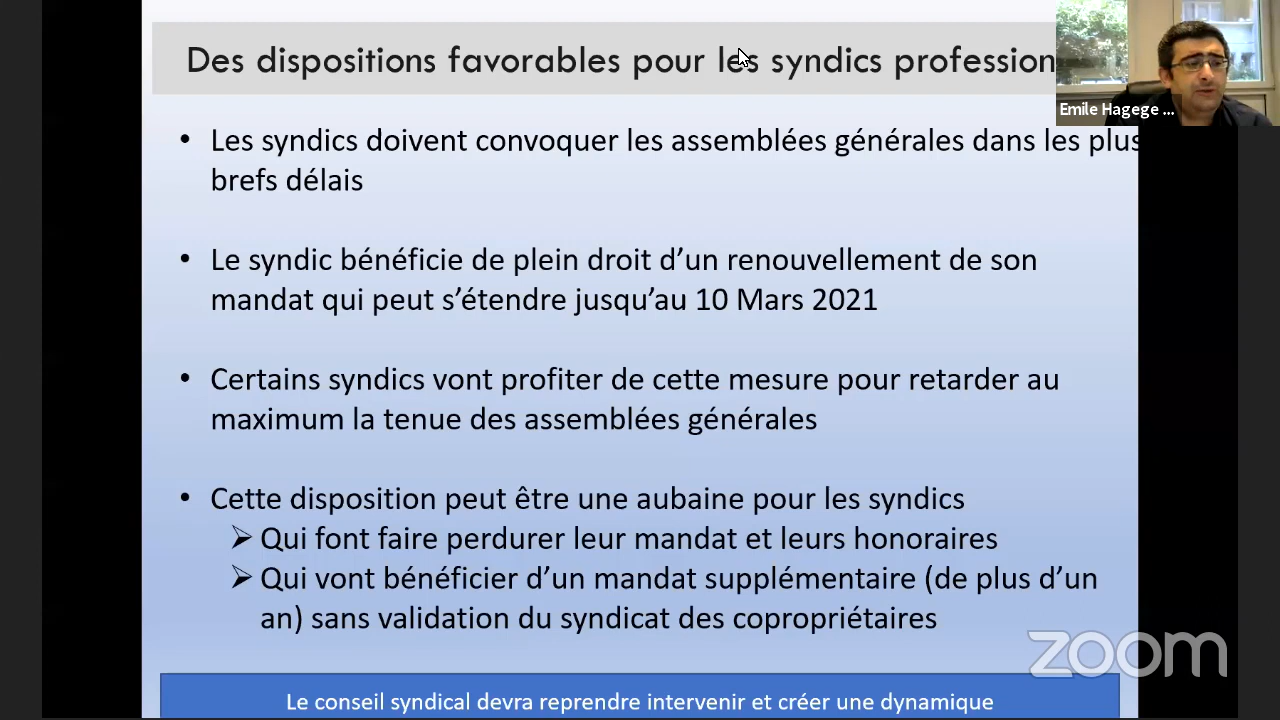 Des dispositions favorables pour les syndics profession
Emile Hagege ...
• Les syndics doivent convoquer les assemblées générales dans les plus
brefs délais
• Le syndic bénéficie de plein droit d’un renouvellement de son
mandat qui peut s’étendre jusqu’au 10 Mars 2021
• Certains syndics vont profiter de cette mesure pour retarder au
maximum la tenue des assemblées générales
• Cette disposition peut être une aubaine pour les syndics
➢ Qui font faire perdurer leur mandat et leurs honoraires
➢ Qui vont bénéficier d’un mandat supplémentaire (de plus d’un
an) sans validation du syndicat des copropriétaires
zoom
Le conseil syndical devra reprendre intervenir et créer une dynamique